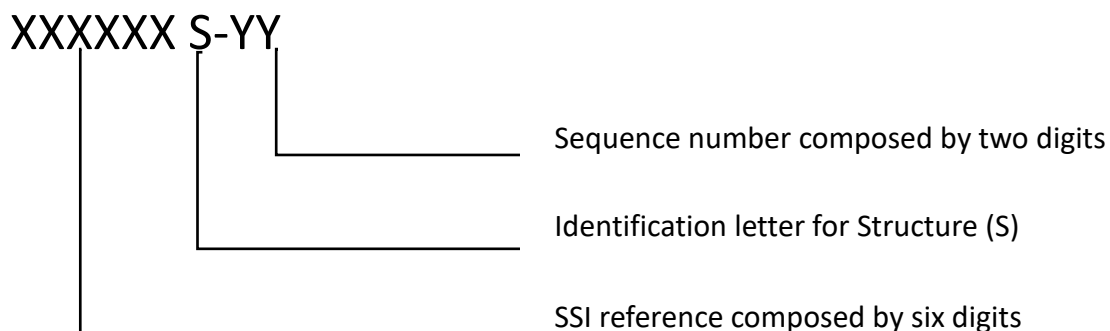 XXXXXX S-YY
Sequence number composed by two digits
Identification letter for Structure (S)
SSI reference composed by six digits